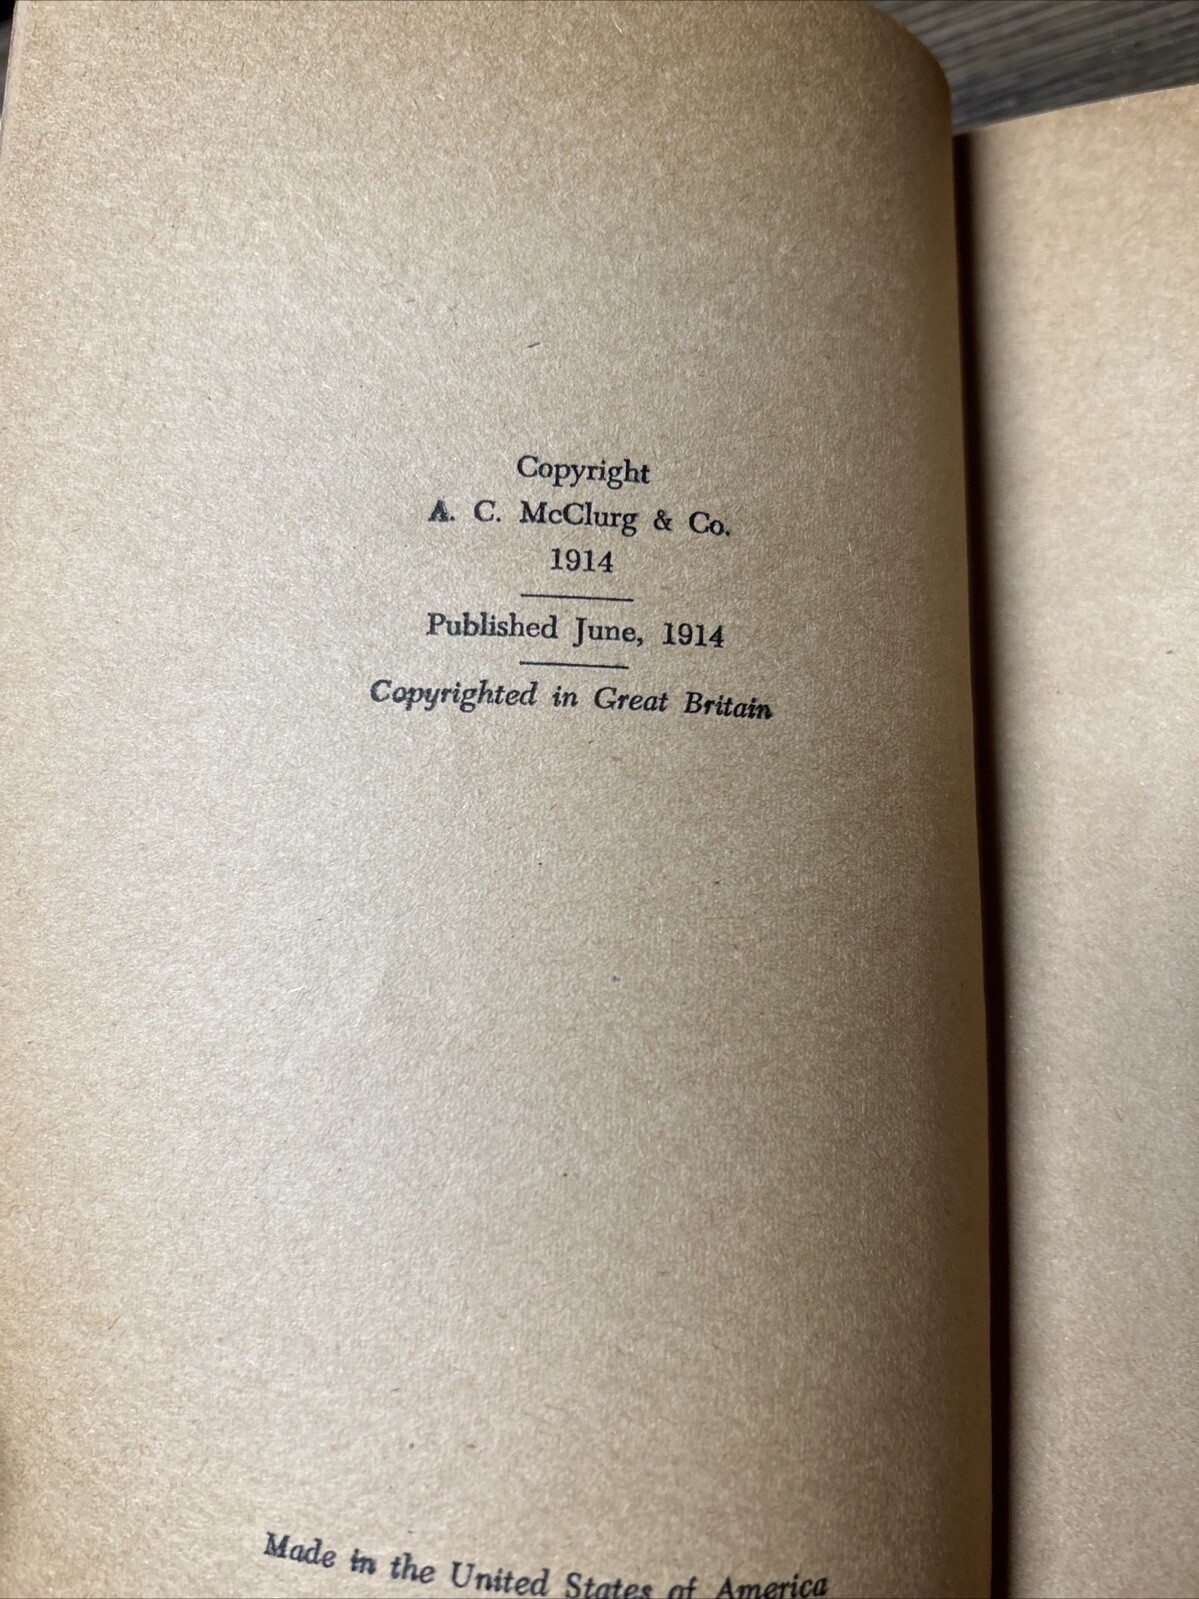 Copyright
A. C. McClurg & Co.
1914
Published June, 1914
Copyrighted in Great Britain
Made in the United States of America